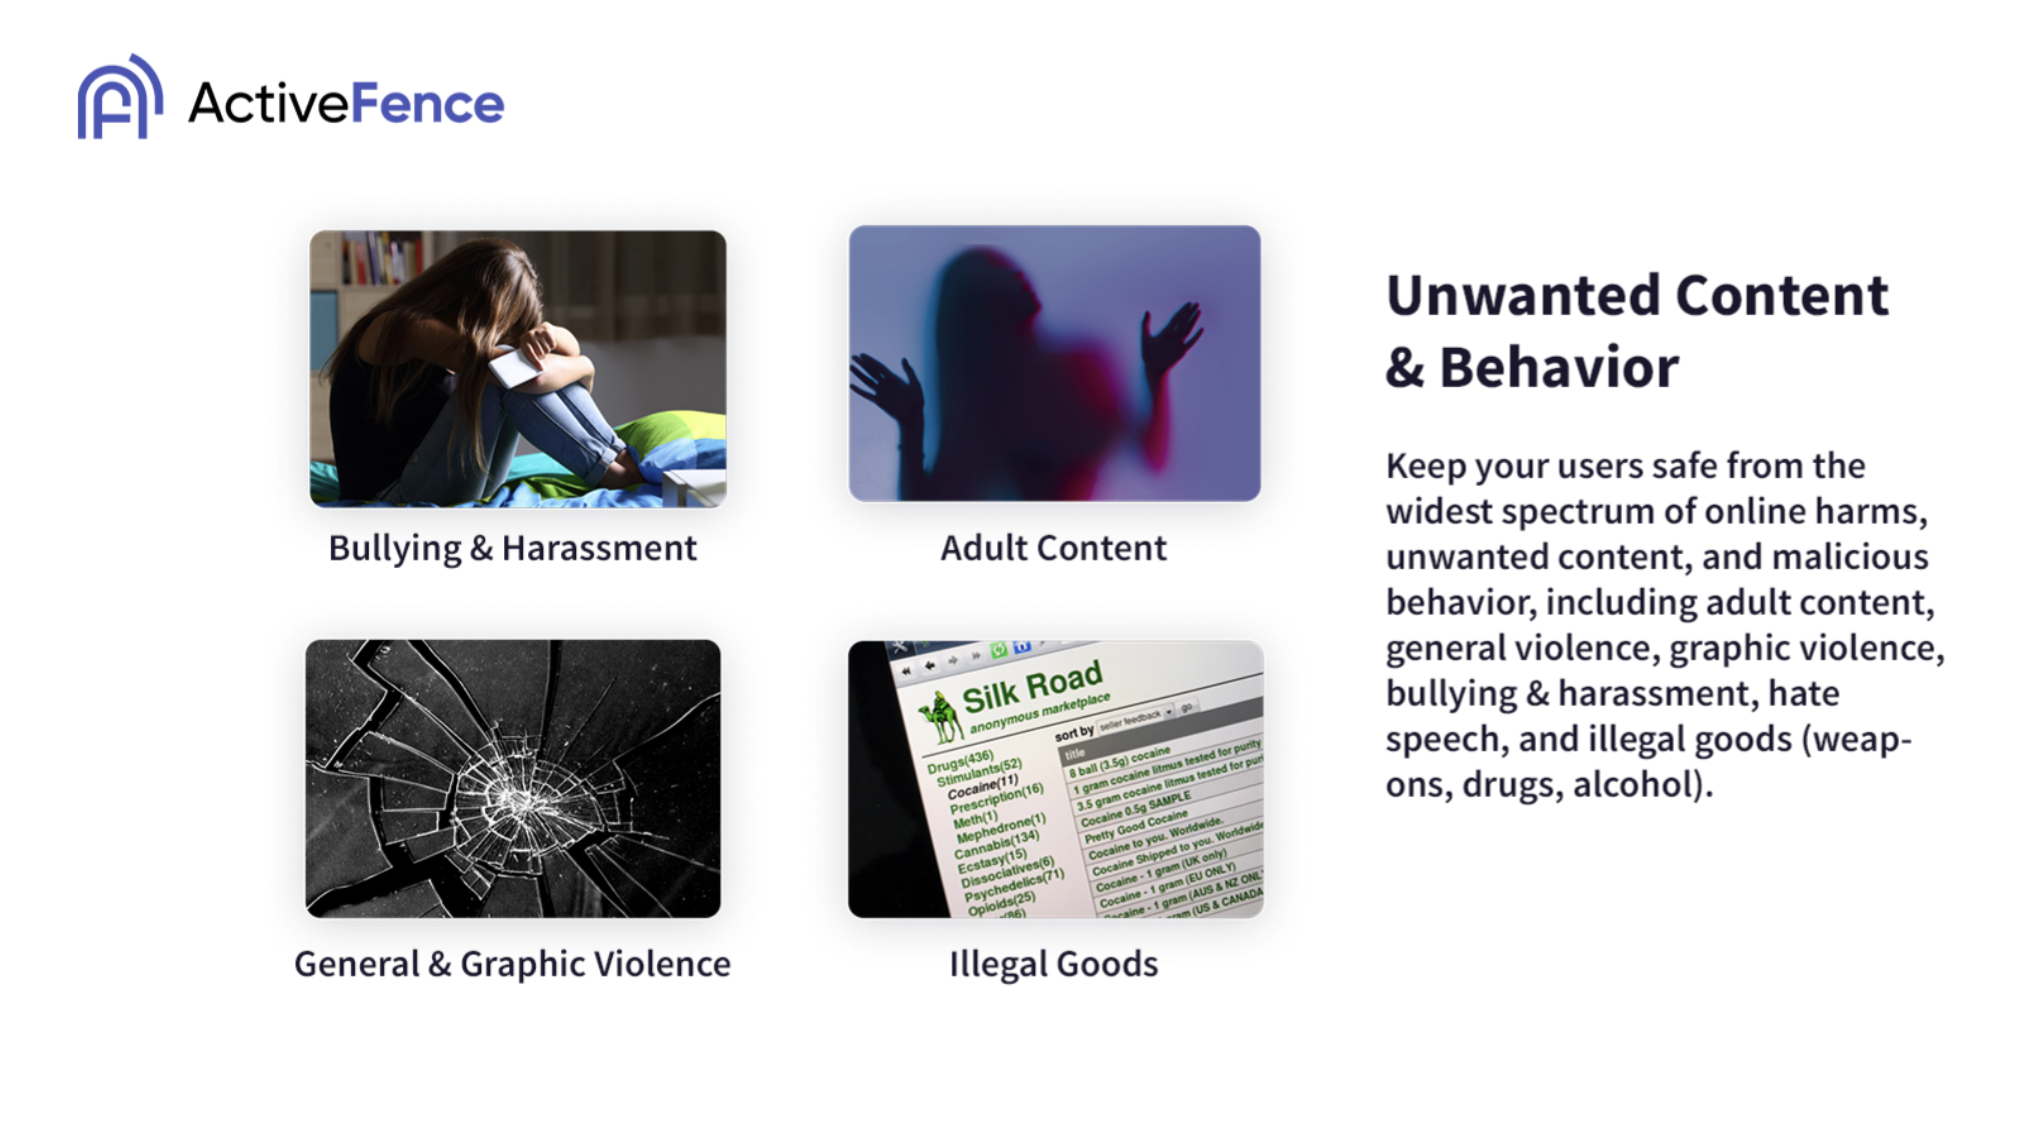 ActiveFence
Bullying & Harassment
Adult Content
General & Graphic Violence
Illegal Goods
Silk Road
anonymous marketplace
sort by seller feedback go
title
Drugs(436)
Stimulants(52)
Cocaine(11)
Prescription(16)
Meth(1)
Mephedrone(1)
Cannabis(134)
Ecstasy(15)
Dissociatives(6)
Psychedelics(71)
Opioids(25)
8 ball (3.5g) cocaine
1 gram cocaine litmus tested for purity
3.5 gram cocaine litmus tested for puri
Cocaine 0.5g SAMPLE
Pretty Good Cocaine
Cocaine to you. Worldwide.
Cocaine Shipped to you. Worldwide
Cocaine - 1 gram (UK only)
Cocaine - 1 gram (EU ONLY)
Cocaine - 1 gram (AUS & NZ ONL
gram (US & CANADA
Unwanted Content
& Behavior
Keep your users safe from the
widest spectrum of online harms,
unwanted content, and malicious
behavior, including adult content,
general violence, graphic violence,
bullying & harassment, hate
speech, and illegal goods (weap-
ons, drugs, alcohol).